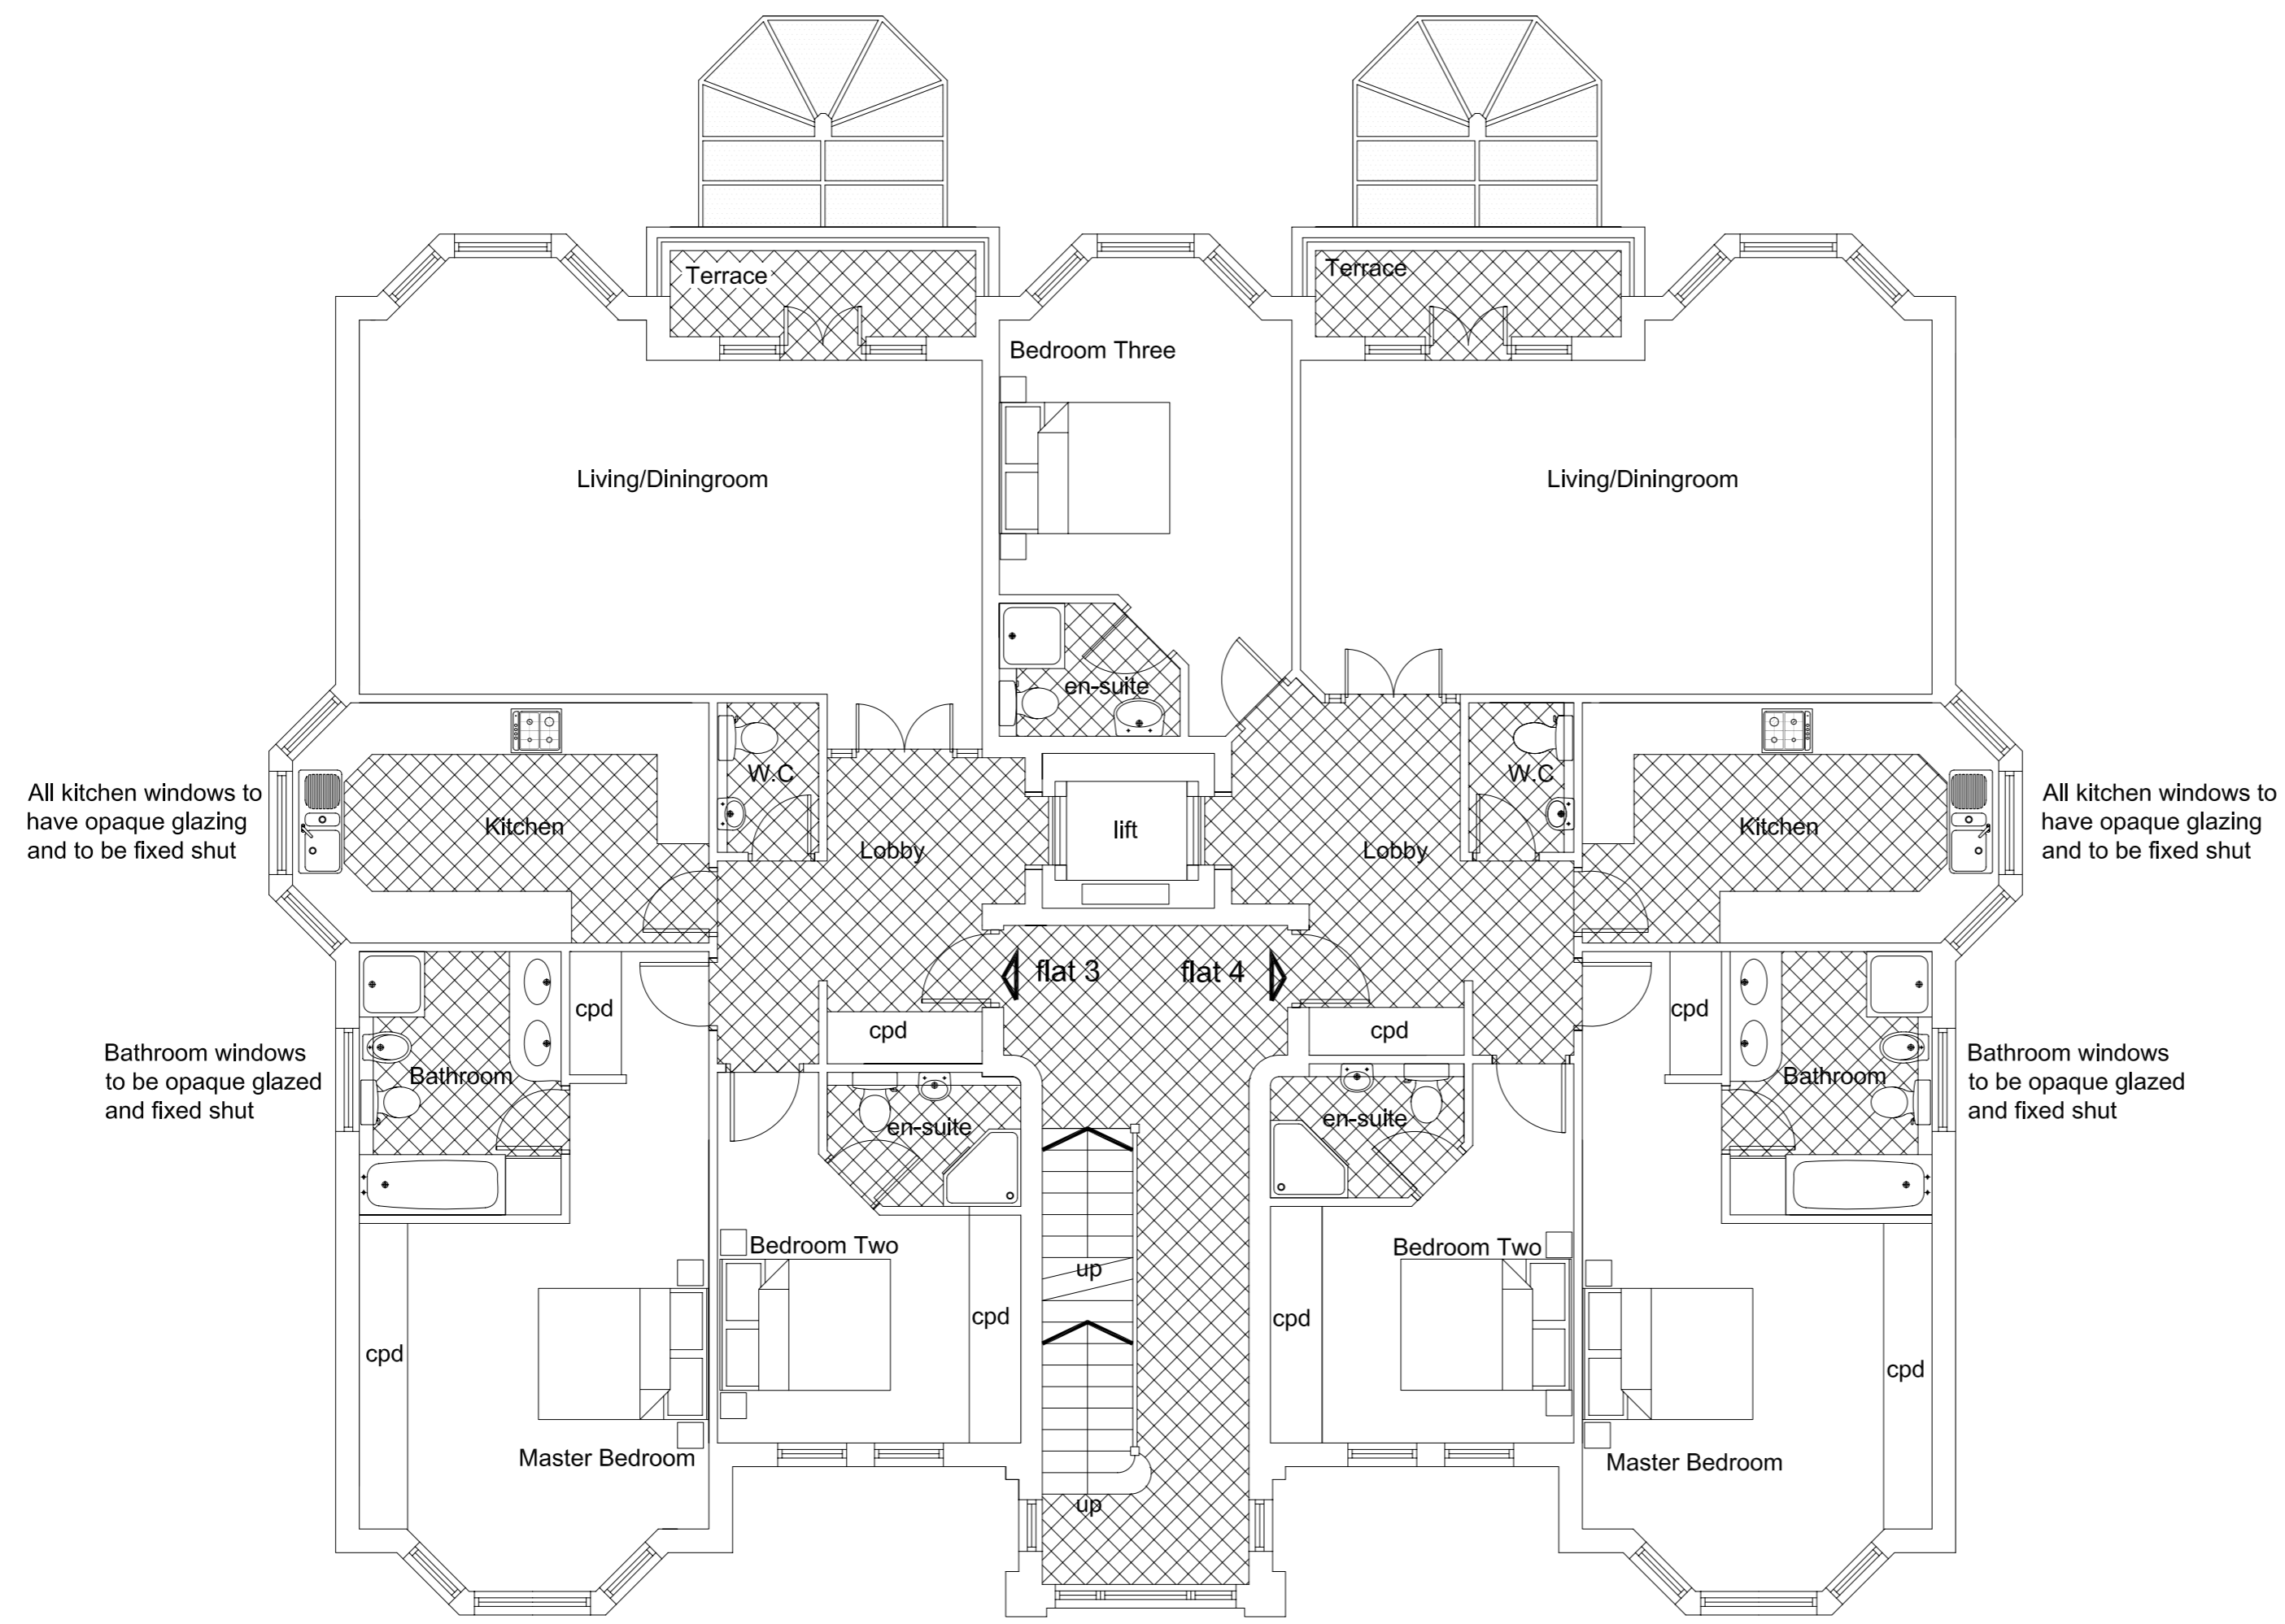 Terrace
Terrace
Bedroom Three
Living/Diningroom
Living/Diningroom
en-suite
W.C
W.C
All kitchen windows to
have opaque glazing
and to be fixed shut
Kitchen
Lobby
lift
Lobby
Kitchen
All kitchen windows to
have opaque glazing
and to be fixed shut
flat 3
flat 4
cpd
cpd
cpd
cpd
Bathroom windows
to be opaque glazed
and fixed shut
Bathroom
en-suite
en-suite
Bathroom
Bathroom windows
to be opaque glazed
and fixed shut
Bedroom Two
Bedroom Two
up
cpd
cpd
cpd
cpd
Master Bedroom
Master Bedroom
up